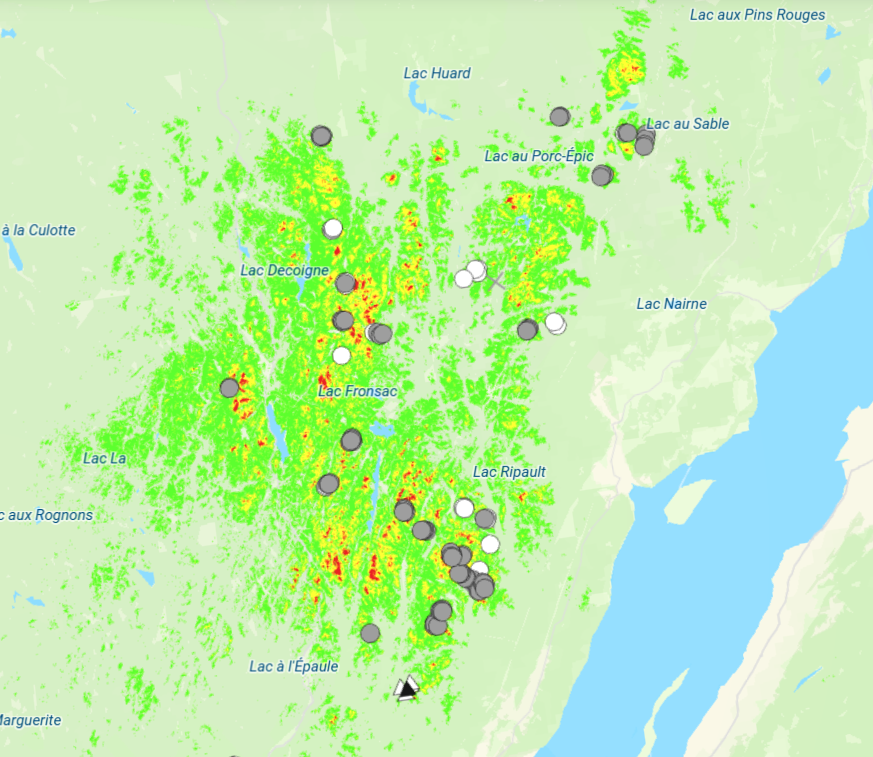 Lac aux Pins Rouges
Lac Huard
Lac au Sable
Lac au Porc-Épic
à la Culotte
Lac Decoigne
Lac Nairne
Lac Fronsac
Lac La
Lac Ripault
c aux Rognons
Lac à l'Épaule
Marguerite